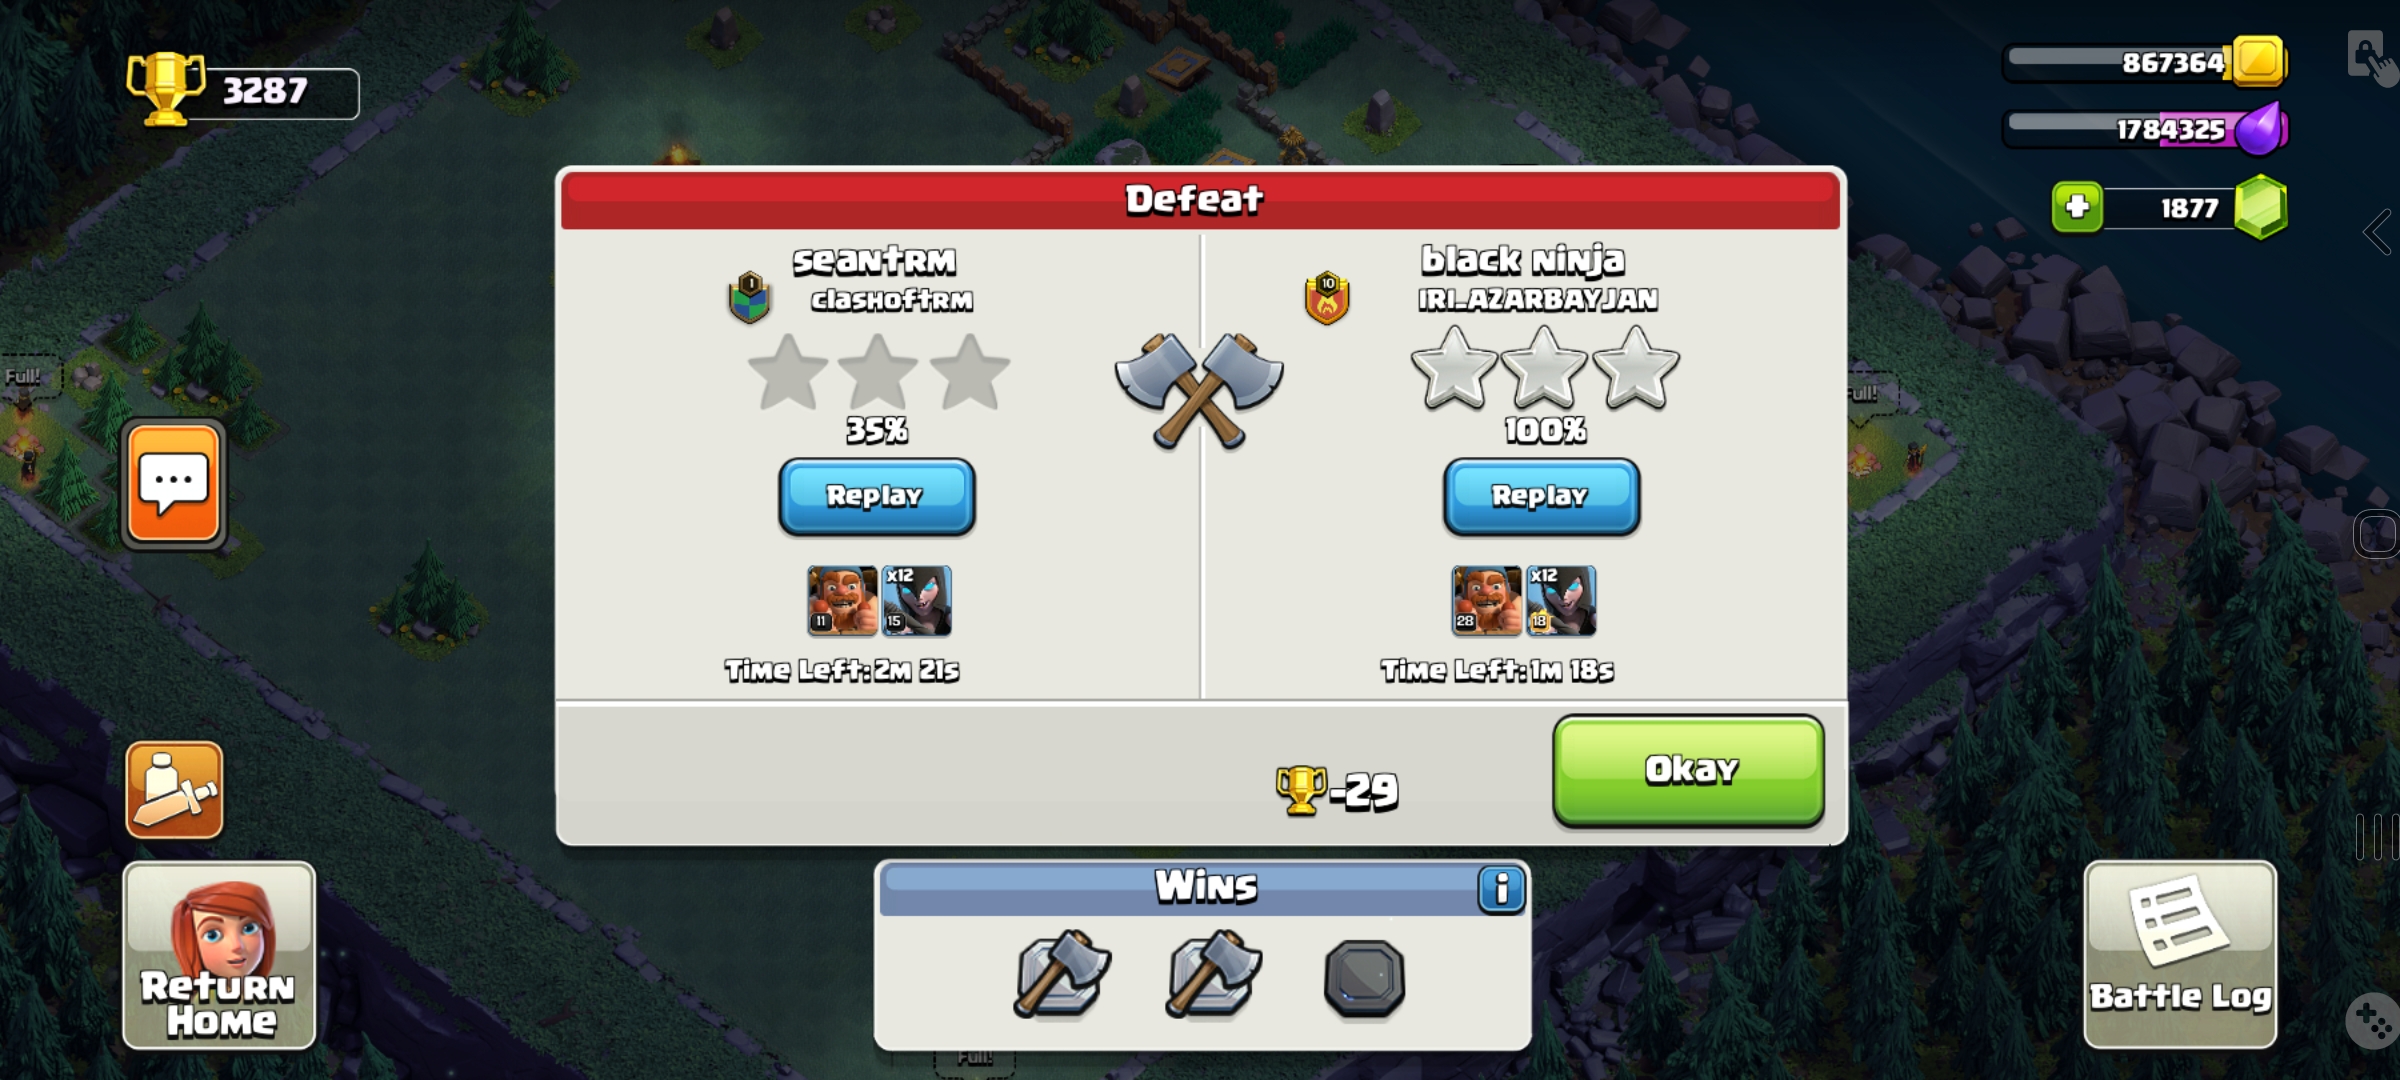 3287
867364
1784325
1877
Defeat
seantrm
clashoftrm
1
35%
Replay
11
x12
15
Time Left: 2m 21s
black ninja
IRI_AZARBAYJAN
10
100%
Replay
28
x12
18
Time Left: 1m 18s
-29
Okay
Full!
Full!
Wins
i
Return
Home
Battle Log
Full!